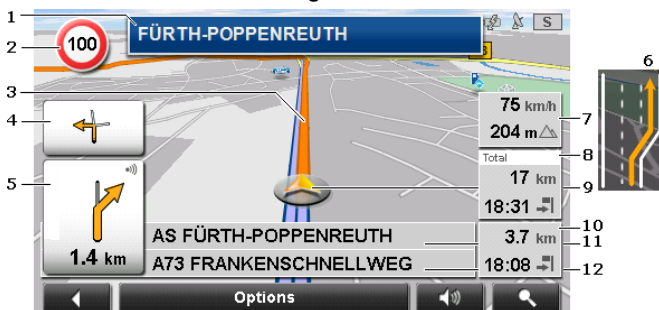 1
FÜRTH-POPPENREUTH
S
2
100
6
3
75 km/h
204 m
7
4
Total
8
5
17 km
9
18:31
10
AS FÜRTH-POPPENREUTH
3.7 km
11
1.4 km
A73 FRANKENSCHNELLWEG
18:08
12
Options